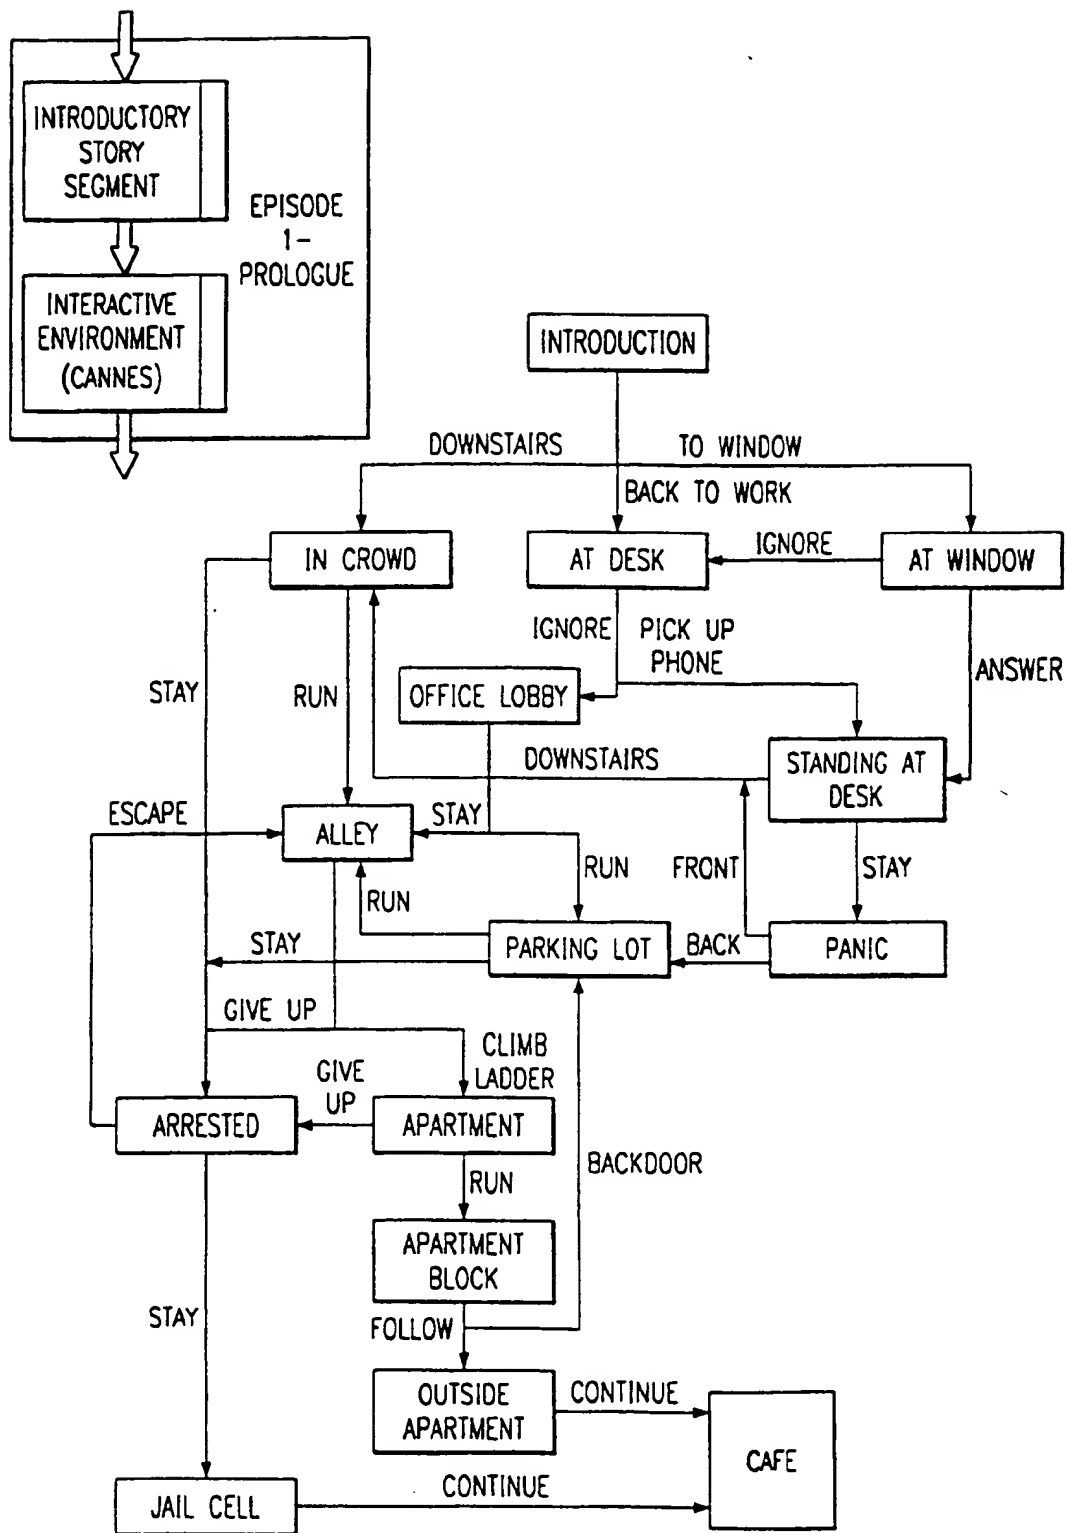 INTRODUCTORY
STORY
SEGMENT
EPISODE
1-
PROLOGUE
INTERACTIVE
ENVIRONMENT
(CANNES)
INTRODUCTION
DOWNSTAIRS
TO WINDOW
BACK TO WORK
IN CROWD
AT DESK
IGNORE
AT WINDOW
IGNORE
PICK UP
PHONE
ANSWER
STAY
RUN
OFFICE LOBBY
DOWNSTAIRS
STANDING AT
DESK
ESCAPE
ALLEY
STAY
RUN
FRONT
STAY
RUN
STAY
PARKING LOT
BACK
PANIC
GIVE UP
CLIMB
LADDER
GIVE
UP
ARRESTED
APARTMENT
BACKDOOR
RUN
APARTMENT
BLOCK
STAY
FOLLOW
OUTSIDE
APARTMENT
CONTINUE
CAFE
JAIL CELL
CONTINUE